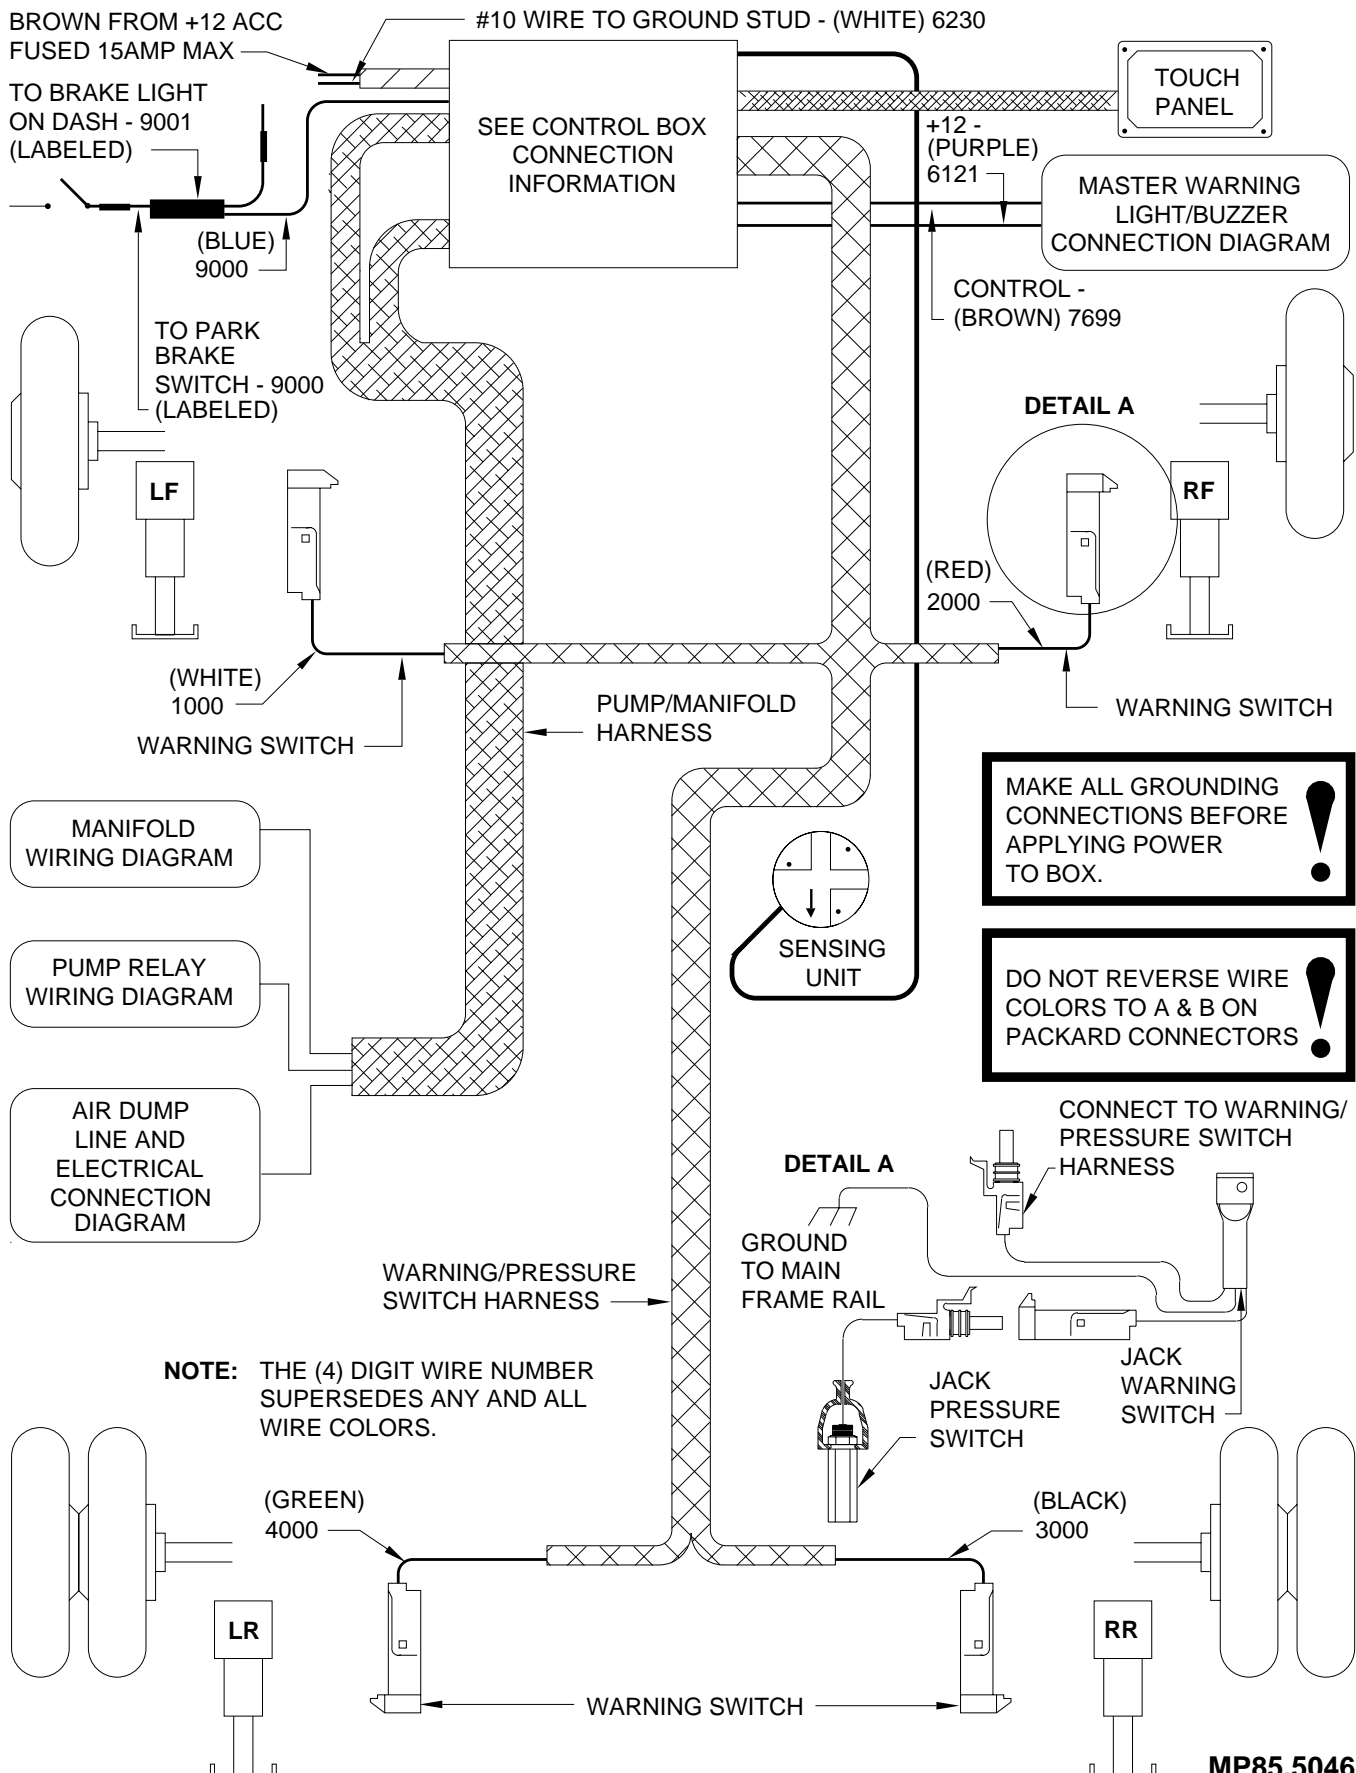 BROWN FROM +12 ACC
FUSED 15AMP MAX
#10 WIRE TO GROUND STUD - (WHITE) 6230
TO BRAKE LIGHT
ON DASH - 9001
(LABELED)
SEE CONTROL BOX
CONNECTION
INFORMATION
TOUCH
PANEL
+12 -
(PURPLE)
6121
MASTER WARNING
LIGHT/BUZZER
CONNECTION DIAGRAM
(BLUE)
9000
CONTROL -
(BROWN) 7699
TO PARK
BRAKE
SWITCH - 9000
(LABELED)
DETAIL A
LF
RF
(RED)
2000
(WHITE)
1000
WARNING SWITCH
PUMP/MANIFOLD
HARNESS
WARNING SWITCH
MANIFOLD
WIRING DIAGRAM
MAKE ALL GROUNDING
CONNECTIONS BEFORE
APPLYING POWER
TO BOX.
!
PUMP RELAY
WIRING DIAGRAM
SENSING
UNIT
DO NOT REVERSE WIRE
COLORS TO A & B ON
PACKARD CONNECTORS
!
AIR DUMP
LINE AND
ELECTRICAL
CONNECTION
DIAGRAM
CONNECT TO WARNING/
PRESSURE SWITCH
HARNESS
DETAIL A
GROUND
TO MAIN
FRAME RAIL
WARNING/PRESSURE
SWITCH HARNESS
JACK
WARNING
SWITCH
JACK
PRESSURE
SWITCH
NOTE: THE (4) DIGIT WIRE NUMBER
SUPERSEDES ANY AND ALL
WIRE COLORS.
(GREEN)
4000
(BLACK)
3000
LR
RR
WARNING SWITCH
MP85.5046